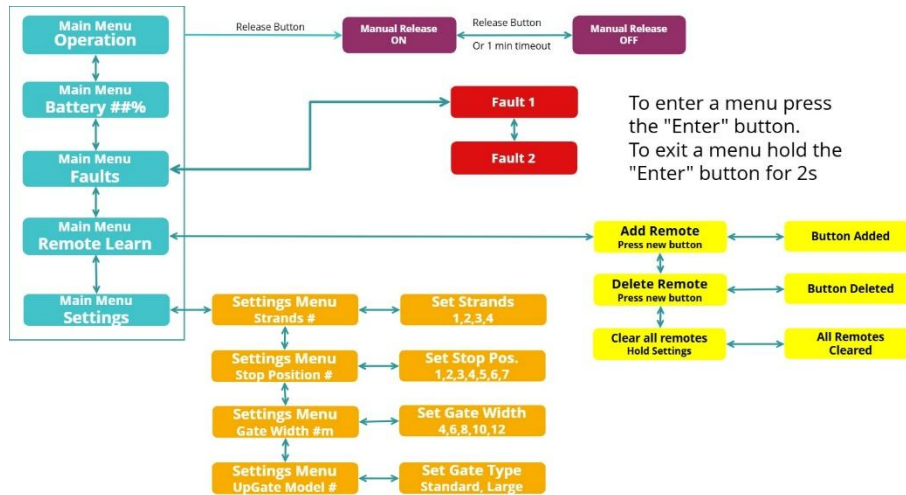 Main Menu
Operation
Release Button
Manual Release
ON
Release Button
Or 1 min timeout
Manual Release
OFF
Main Menu
Battery ##%
Fault 1
To enter a menu press
the "Enter" button.
To exit a menu hold the
"Enter" button for 2s
Main Menu
Faults
Fault 2
Main Menu
Remote Learn
Add Remote
Press new button
Button Added
Delete Remote
Press new button
Button Deleted
Clear all remotes
Hold Settings
All Remotes
Cleared
Main Menu
Settings
Settings Menu
Strands #
Set Strands
1,2,3,4
Settings Menu
Stop Position #
Set Stop Pos.
1,2,3,4,5,6,7
Settings Menu
Gate Width #m
Set Gate Width
4,6,8,10,12
Settings Menu
UpGate Model #
Set Gate Type
Standard, Large